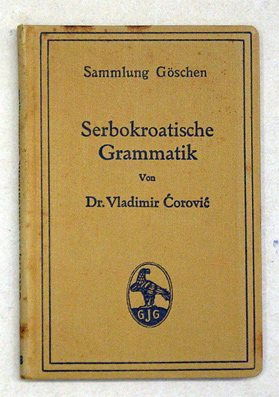 Sammlung Göschen
Serbokroatische
Grammatik
Von
Dr. Vladimir Ćorović
GJG